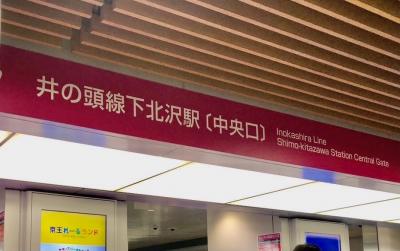 井の頭線下北沢駅〔中央口〕
Inokashira Line
Shimo-kitazawa Station Central Gate
京王れーるランド